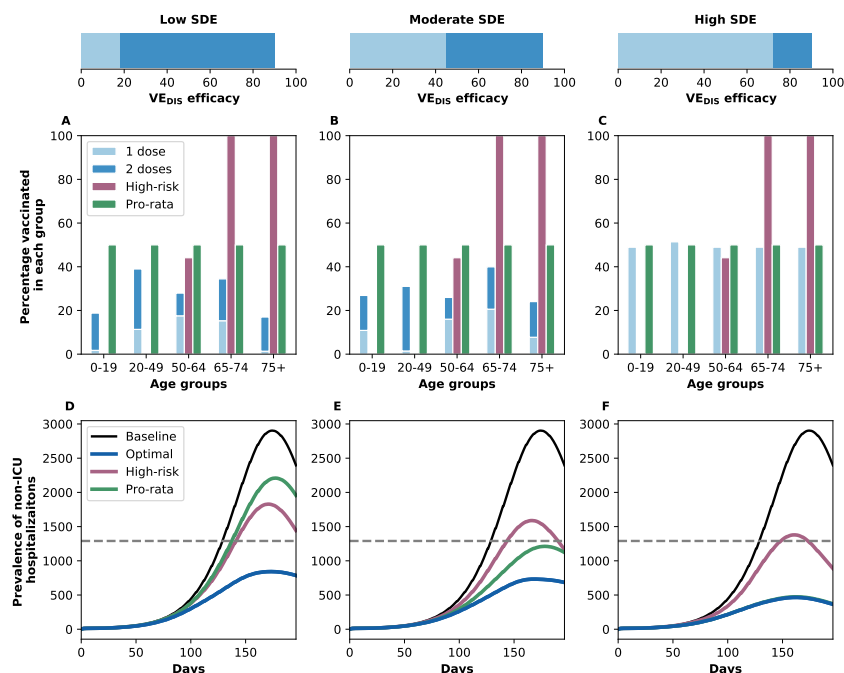 Low SDE
Moderate SDE
High SDE
0 20 40 60 80 100
0 20 40 60 80 100
0 20 40 60 80 100
VEDIS efficacy
VEDIS efficacy
VEDIS efficacy
A
B
C
Percentage vaccinated
in each group
100
80
60
40
20
0
1 dose
2 doses
High-risk
Pro-rata
0-19 20-49 50-64 65-74 75+
Age groups
100
80
60
40
20
0
0-19 20-49 50-64 65-74 75+
Age groups
100
80
60
40
20
0
0-19 20-49 50-64 65-74 75+
Age groups
D
E
F
Prevalence of non-ICU
hospitalizaitons
3000
2500
2000
1500
1000
500
0
Baseline
Optimal
High-risk
Pro-rata
0 50 100 150
Days
3000
2500
2000
1500
1000
500
0
0 50 100 150
Days
3000
2500
2000
1500
1000
500
0
0 50 100 150
Days